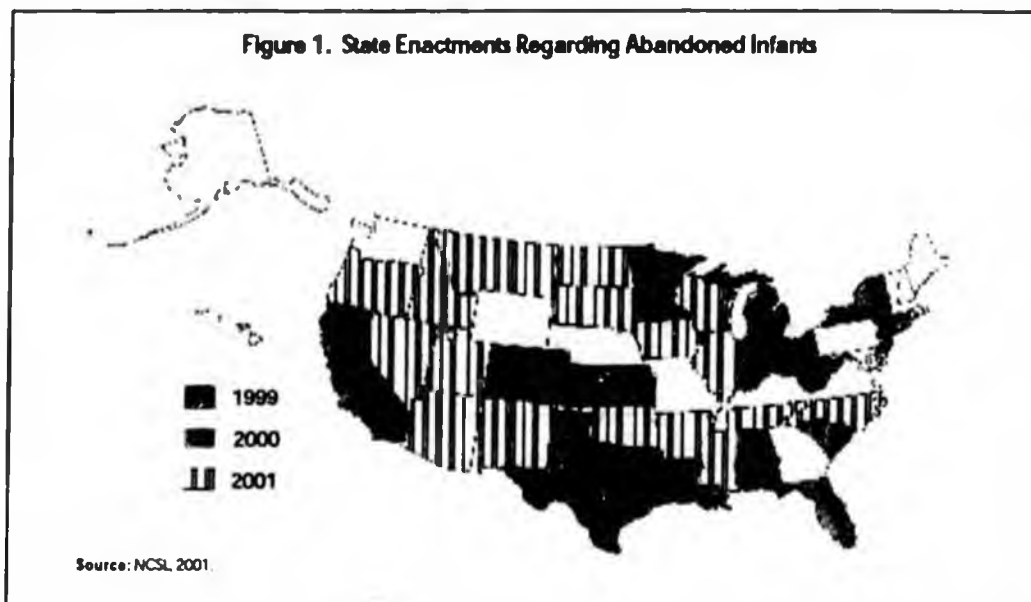 Figure 1. State Enactments Regarding Abandoned Infants
1999
2000
2001
Source: NCSL, 2001.